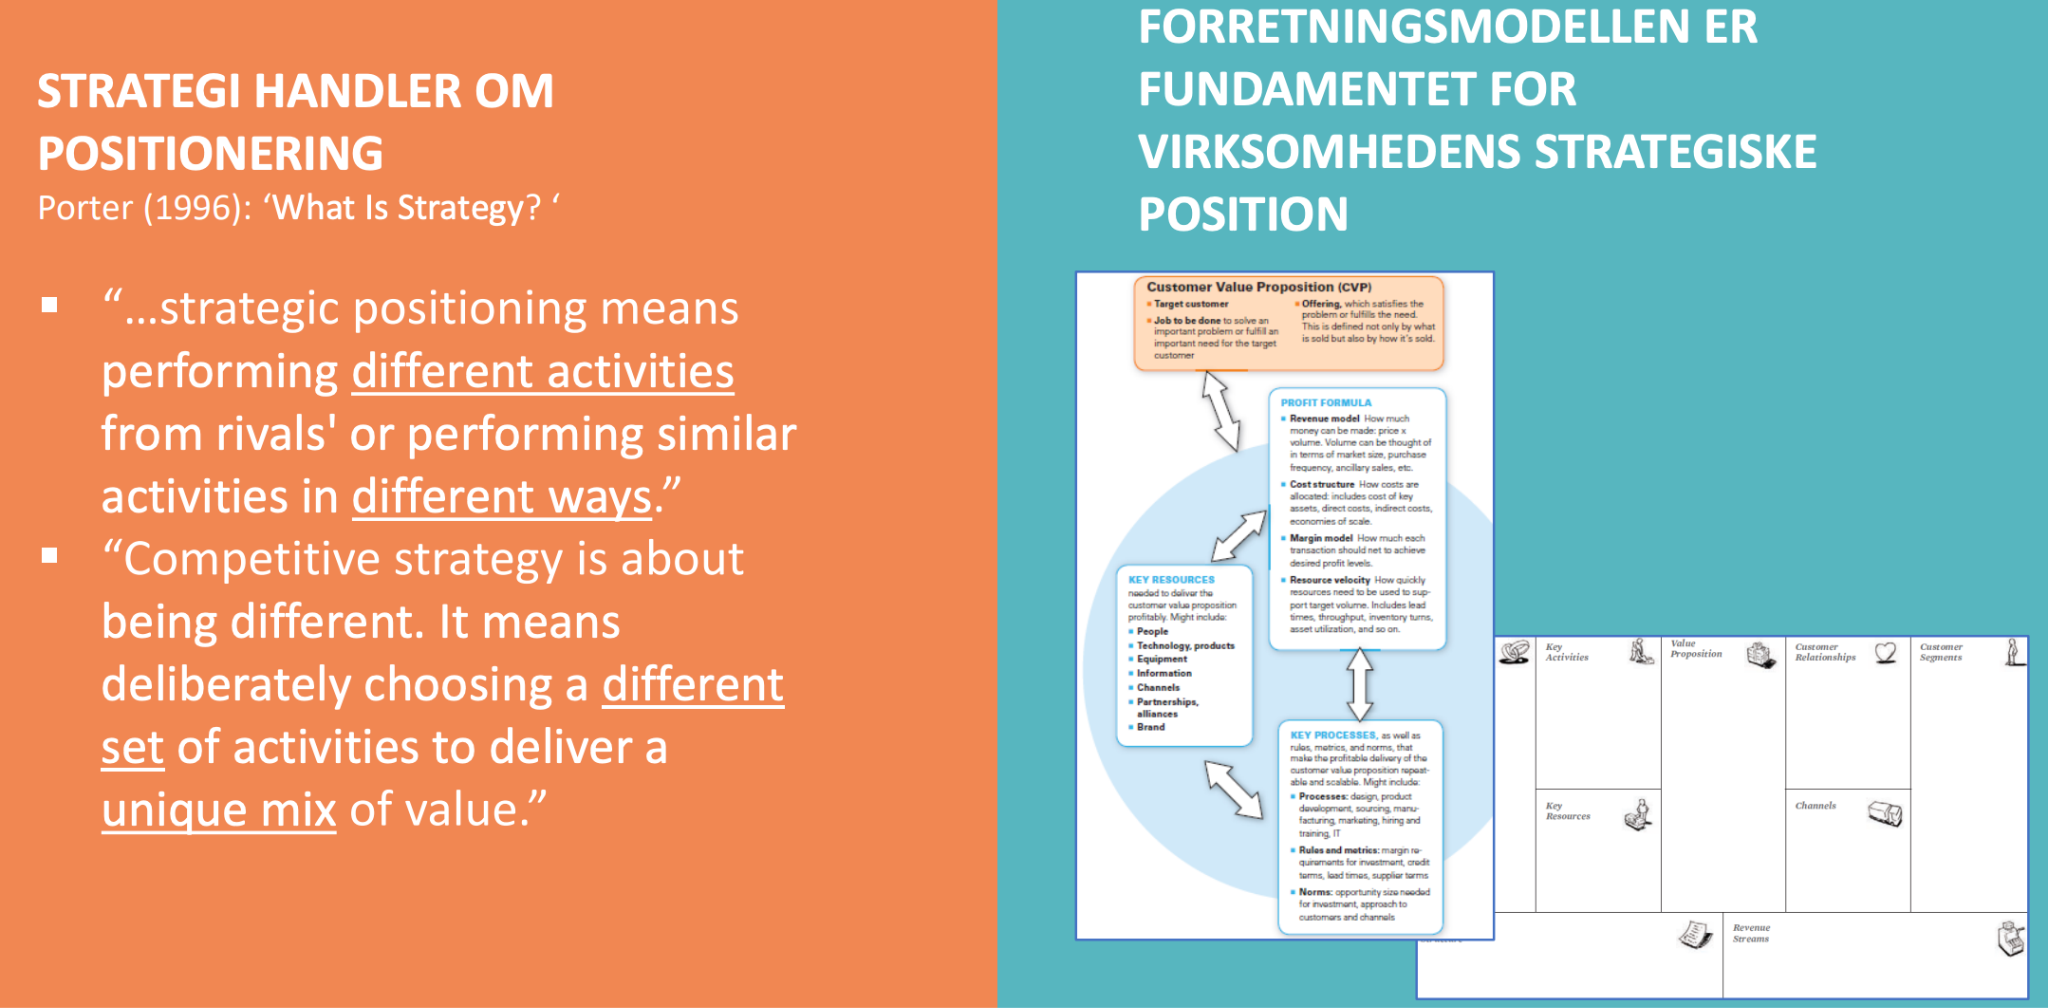 STRATEGI HANDLER OM
POSITIONERING
Porter (1996): ‘What Is Strategy? ‘
▪ “…strategic positioning means
performing different activities
from rivals' or performing similar
activities in different ways.”
▪ “Competitive strategy is about
being different. It means
deliberately choosing a different
set of activities to deliver a
unique mix of value.”
FORRETNINGSMODELLEN ER
FUNDAMENTET FOR
VIRKSOMHEDENS STRATEGISKE
POSITION
Customer Value Proposition (CVP)
▪ Target customer
▪ Job to be done to solve an
important problem or fulfill an
important need for the target
customer
▪ Offering, which satisfies the
problem or fulfills the need.
This is defined not only by what
is sold but also by how it's sold.
PROFIT FORMULA
▪ Revenue model How much
money can be made: price x
volume. Volume can be thought of
in terms of market size, purchase
frequency, ancillary sales, etc.
▪ Cost structure How costs are
allocated: includes cost of key
assets, direct costs, indirect costs,
economies of scale.
▪ Margin model How much each
transaction should net to achieve
desired profit levels.
▪ Resource velocity How quickly
resources need to be used to sup-
port target volume. Includes lead
times, throughput, inventory turns,
asset utilization, and so on.
KEY RESOURCES
needed to deliver the
customer value proposition
profitably. Might include:
▪ People
▪ Technology, products
▪ Equipment
▪ Information
▪ Channels
▪ Partnerships,
alliances
▪ Brand
KEY PROCESSES, as well as
rules, metrics, and norms, that
make the profitable delivery of the
customer value proposition repeat-
able and scalable. Might include:
▪ Processes: design, product
development, sourcing, manu-
facturing, marketing, hiring and
training, IT
▪ Rules and metrics: margin re-
quirements for investment, credit
terms, lead times, supplier terms
▪ Norms: opportunity size needed
for investment, approach to
customers and channels
Key
Activities
Value
Proposition
Customer
Relationships
Customer
Segments
Key
Resources
Channels
Revenue
Streams